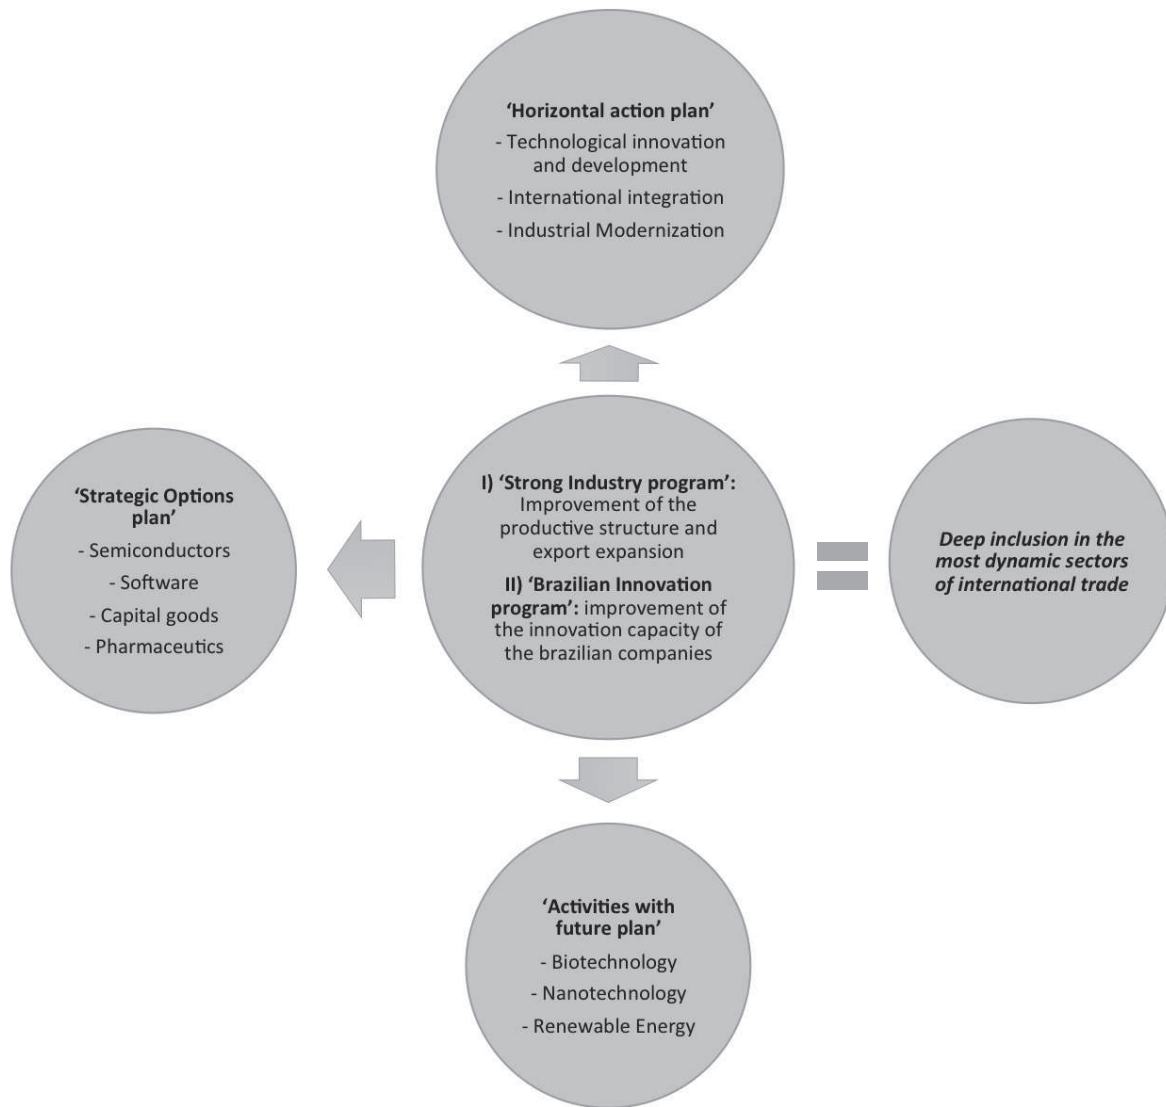 ‘Horizontal action plan’
- Technological innovation
and development
- International integration
- Industrial Modernization
‘Strategic Options
plan’
- Semiconductors
- Software
- Capital goods
- Pharmaceutics
I) ‘Strong Industry program’:
Improvement of the
productive structure and
export expansion
II) ‘Brazilian Innovation
program’: improvement of
the innovation capacity of
the brazilian companies
Deep inclusion in the
most dynamic sectors
of international trade
‘Activities with
future plan’
- Biotechnology
- Nanotechnology
- Renewable Energy